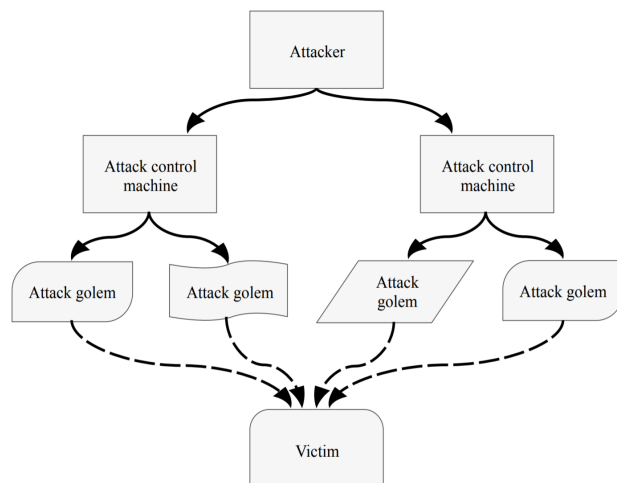 Attacker
Attack control
machine
Attack control
machine
Attack golem
Attack golem
Attack
golem
Attack golem
Victim